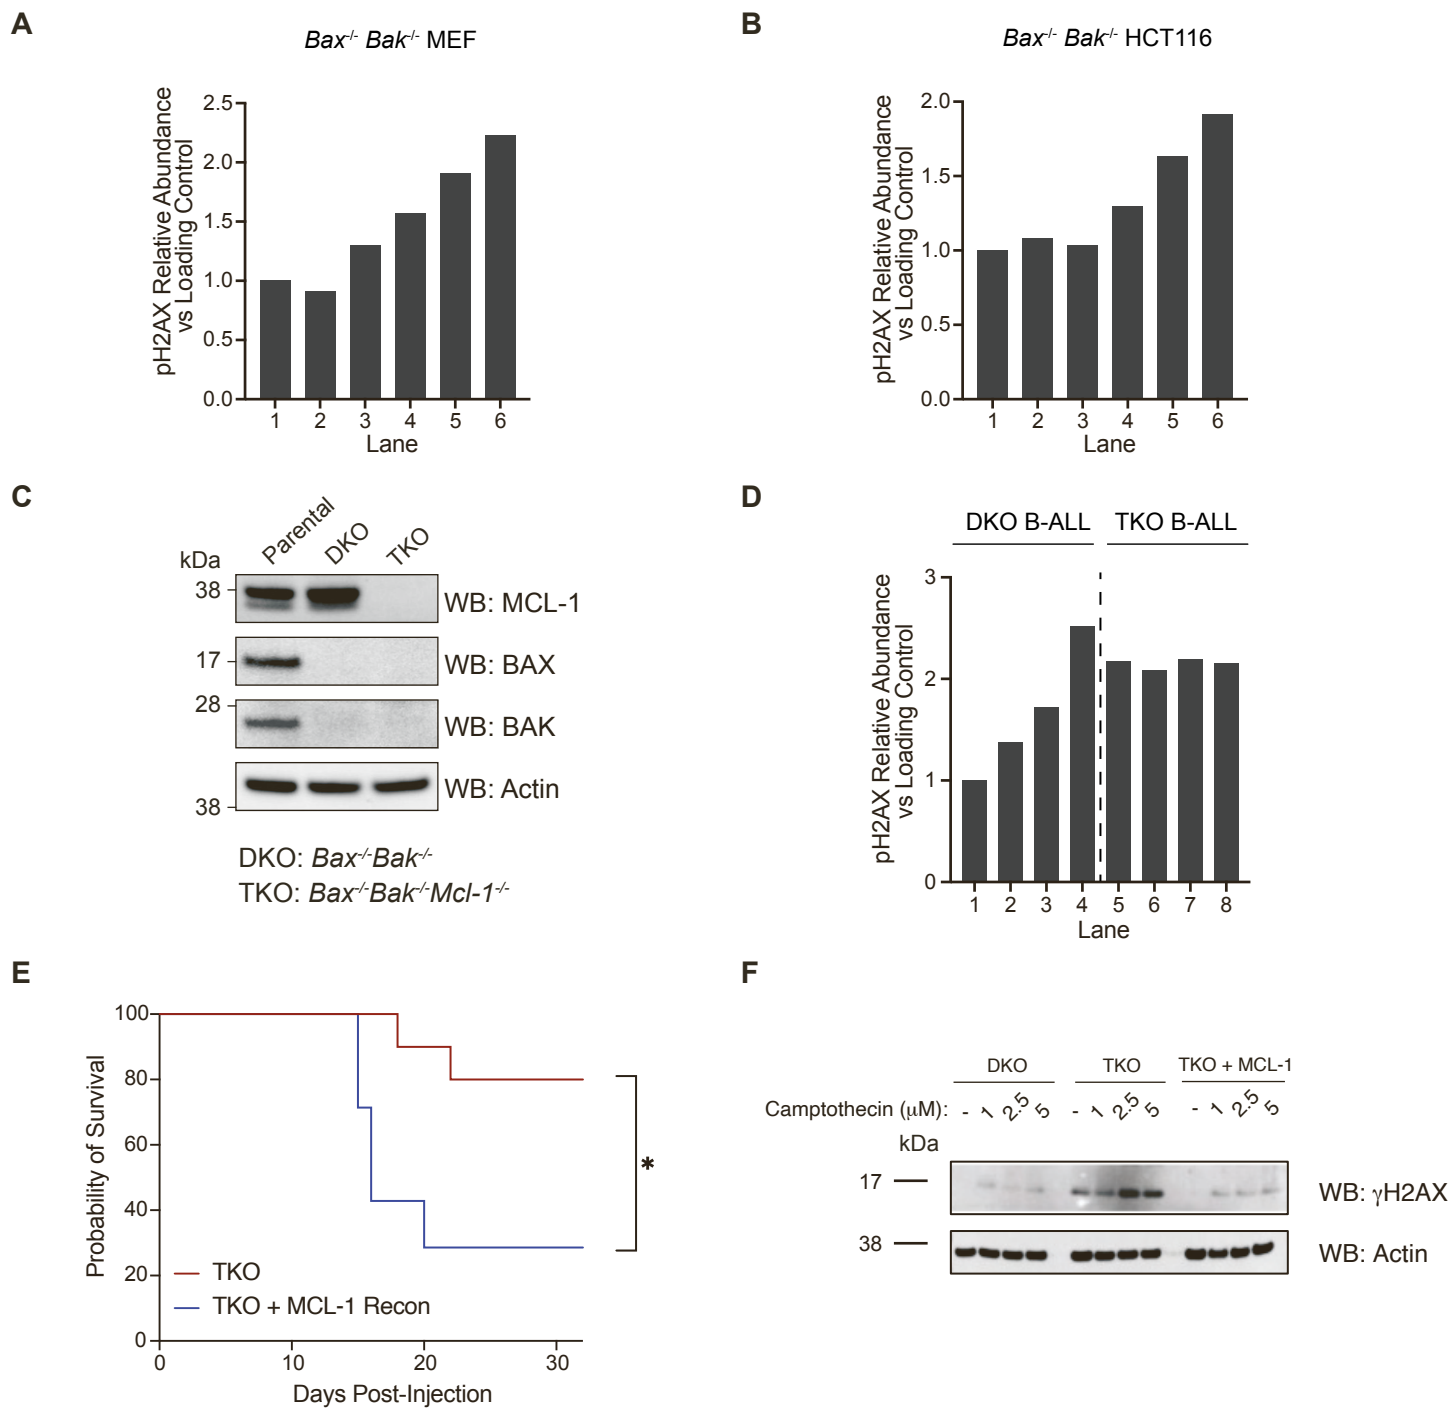 A
Bax-/- Bak-/- MEF
pH2AX Relative Abundance
vs Loading Control
2.5
2.0
1.5
1.0
0.5
0.0
1 2 3 4 5 6
Lane
B
Bax-/- Bak-/- HCT116
pH2AX Relative Abundance
vs Loading Control
2.0
1.5
1.0
0.5
0.0
1 2 3 4 5 6
Lane
C
Parental DKO TKO
kDa
38
WB: MCL-1
17
WB: BAX
28
WB: BAK
WB: Actin
38
DKO: Bax-/-Bak-/-
TKO: Bax-/-Bak-/-Mcl-1-/-
D
DKO B-ALL TKO B-ALL
pH2AX Relative Abundance
vs Loading Control
3
2
1
0
1 2 3 4 5 6 7 8
Lane
E
Probability of Survival
100
80
60
40
20
0
TKO
TKO + MCL-1 Recon
*
0 10 20 30
Days Post-Injection
F
DKO TKO TKO + MCL-1
Camptothecin (μM): - 1 2.5 5 - 1 2.5 5 - 1 2.5 5
kDa
17
WB: γH2AX
38
WB: Actin